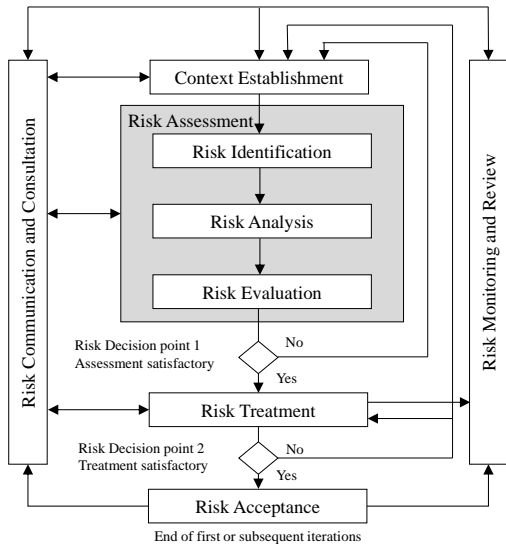 Context Establishment
Risk Assessment
Risk Identification
Risk Analysis
Risk Evaluation
Risk Communication and Consultation
Risk Monitoring and Review
Risk Decision point 1
Assessment satisfactory
No
Yes
Risk Treatment
Risk Decision point 2
Treatment satisfactory
No
Yes
Risk Acceptance
End of first or subsequent iterations